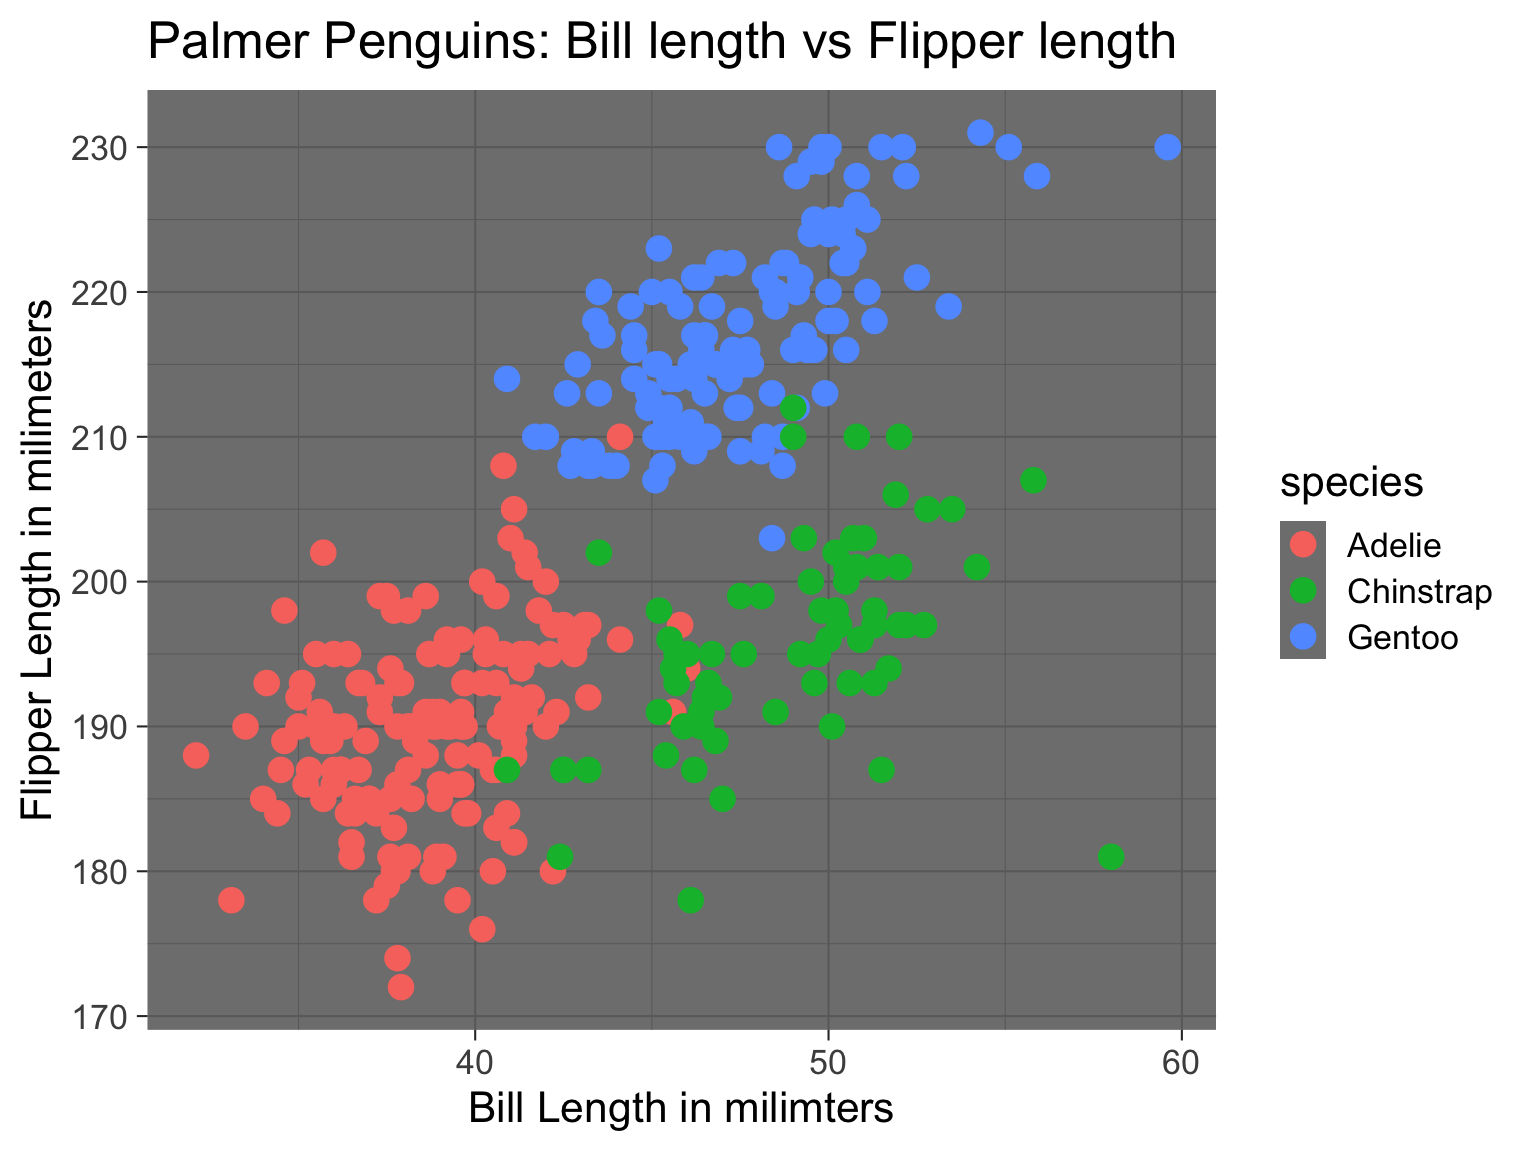 Palmer Penguins: Bill length vs Flipper length
Flipper Length in milimeters
230
220
210
200
190
180
170
40 50 60
Bill Length in milimters
species
Adelie
Chinstrap
Gentoo